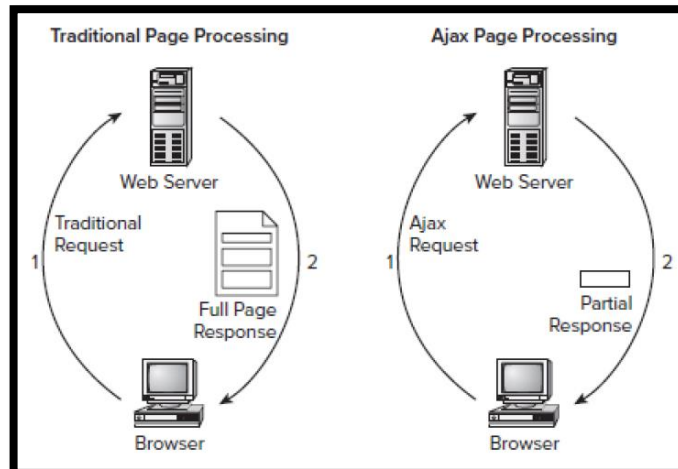 Traditional Page Processing
Web Server
Traditional
Request
1
2
Full Page
Response
Browser
Ajax Page Processing
Web Server
Ajax
Request
1
2
Partial
Response
Browser